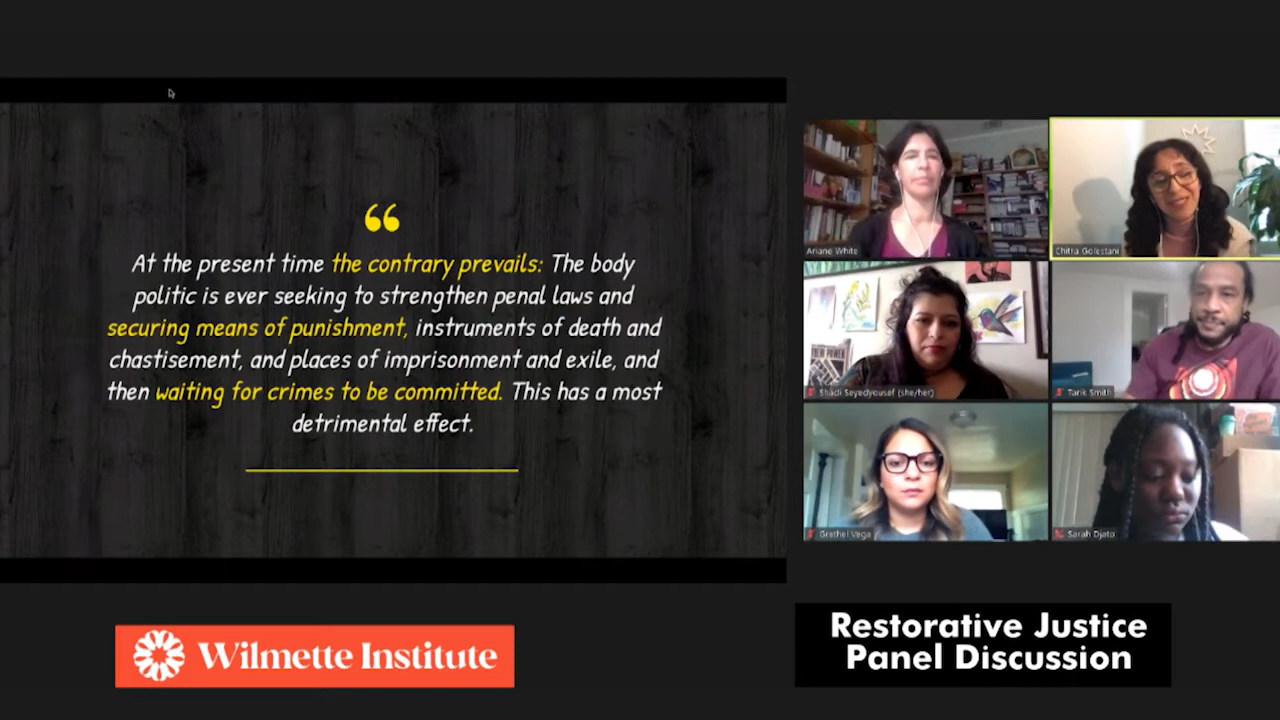 “
At the present time the contrary prevails: The body
politic is ever seeking to strengthen penal laws and
securing means of punishment, instruments of death and
chastisement, and places of imprisonment and exile, and
then waiting for crimes to be committed. This has a most
detrimental effect.
Ariane White
Chitra Golestani
THEIR POWER
Shadi Seyedyousef (she/her)
Tarik Smith
Grethel Vega
Sarah Djato
Wilmette Institute
Restorative Justice
Panel Discussion